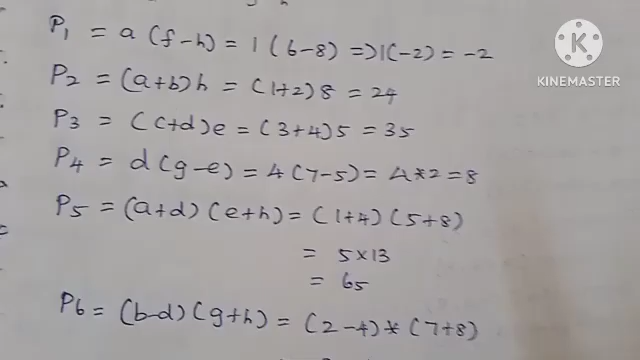 P1 = a (f-h) = 1 (6-8) => 1(-2) = -2
P2 = (a+b)h = (1+2)8 = 24
P3 = (c+d)e = (3+4)5 = 35
P4 = d(g-e) = 4(7-5) = 4*2 = 8
P5 = (a+d) (e+h) = (1+4) (5+8)
= 5×13
= 65
P6 = (b-d) (g+h) = (2-4) * (7+8)
K
KINEMASTER